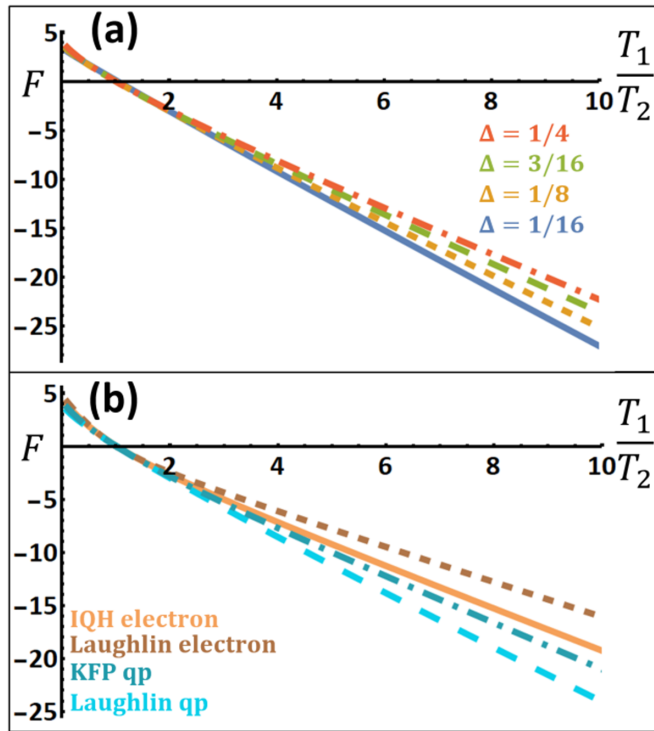 (a)
T₁
T₂
F
5
2
4
6
8
10
−5
−10
−15
−20
−25
Δ = 1/4
Δ = 3/16
Δ = 1/8
Δ = 1/16
(b)
T₁
T₂
F
5
2
4
6
8
10
−5
−10
−15
−20
−25
IQH electron
Laughlin electron
KFP qp
Laughlin qp